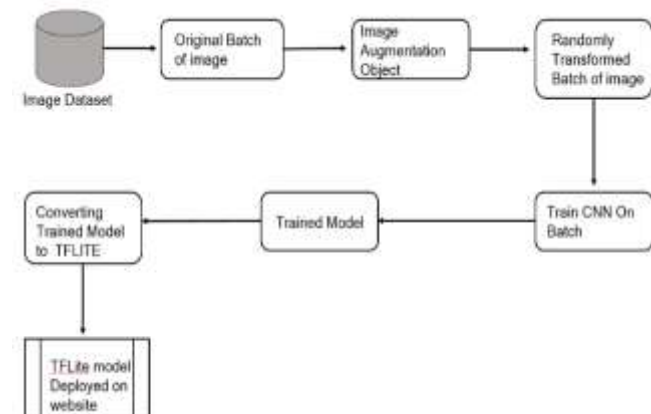 Image Dataset
Original Batch
of image
Image
Augmentation
Object
Randomly
Transformed
Batch of image
Train CNN On
Batch
Trained Model
Converting
Trained Model
to TFLITE
TFLite model
Deployed on
website